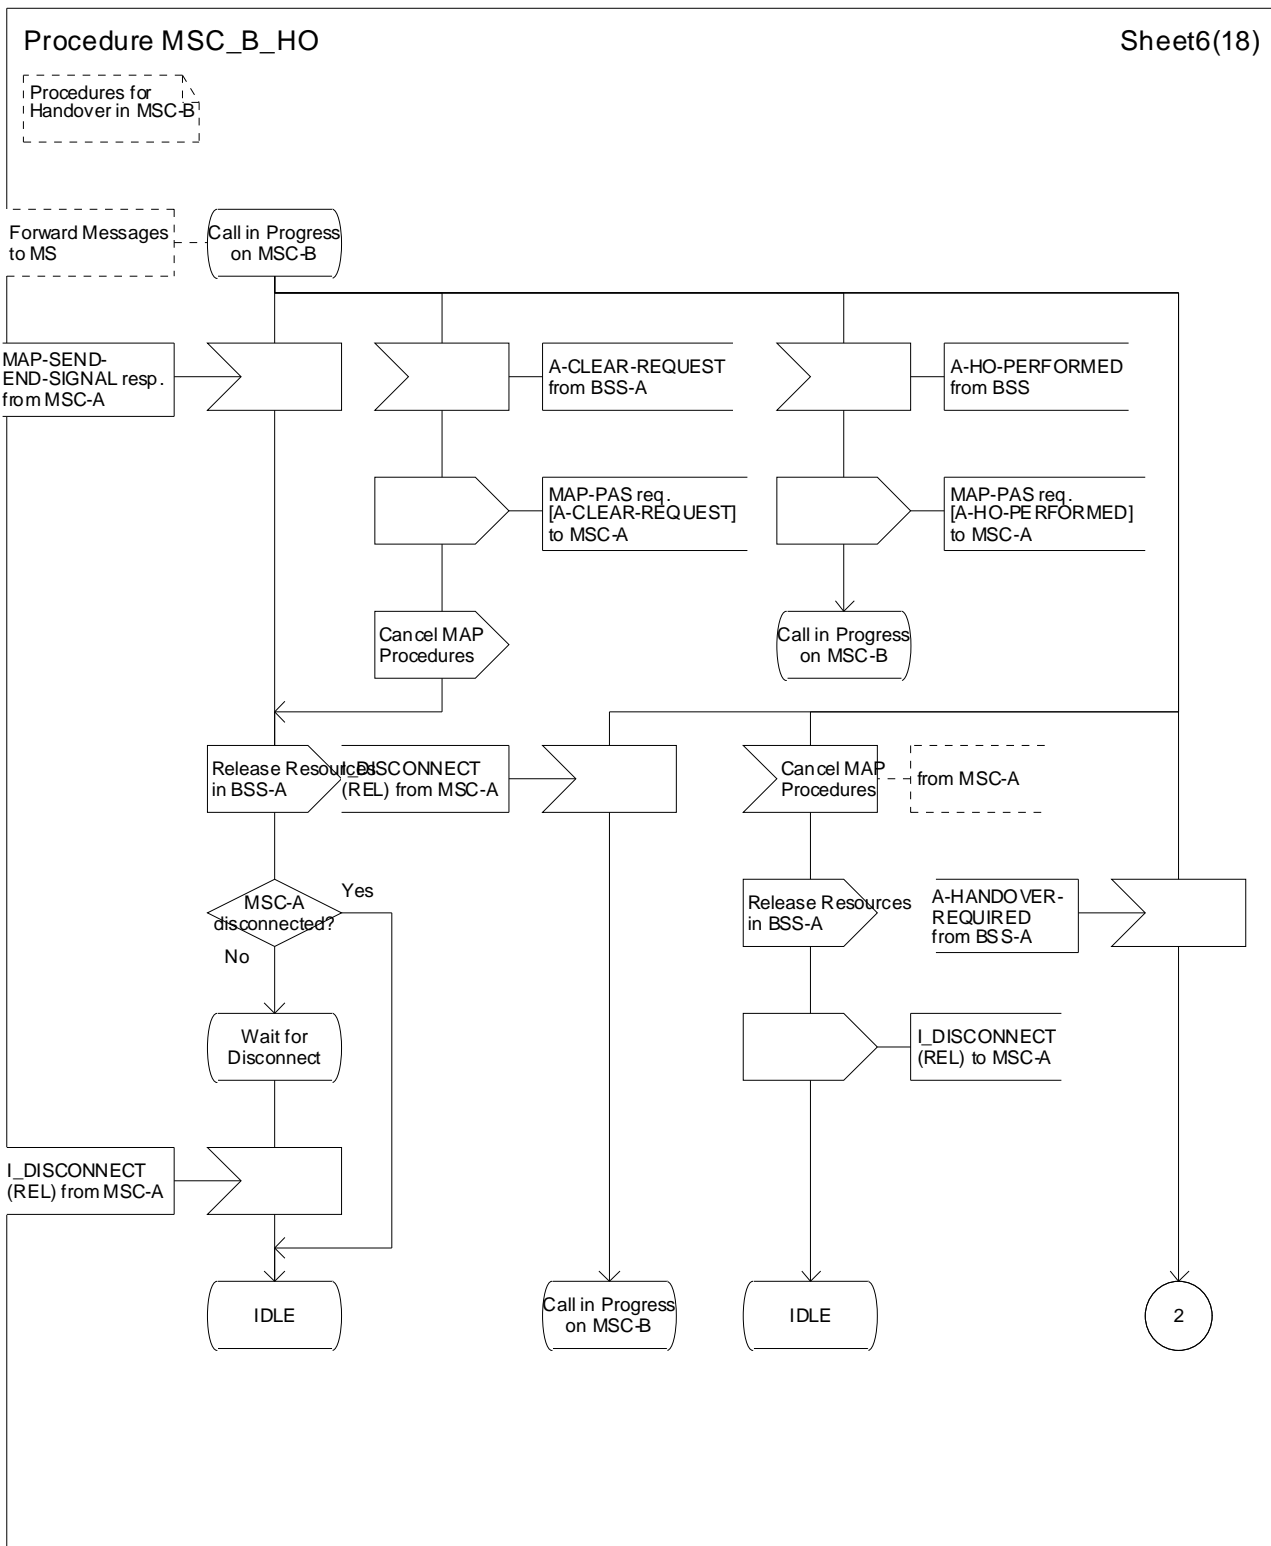 Procedure MSC_B_HO
Sheet6(18)
Procedures for
Handover in MSC-B
Forward Messages
to MS
Call in Progress
on MSC-B
MAP-SEND-
END-SIGNAL resp.
from MSC-A
A-CLEAR-REQUEST
from BSS-A
A-HO-PERFORMED
from BSS
MAP-PAS req.
[A-CLEAR-REQUEST]
to MSC-A
MAP-PAS req.
[A-HO-PERFORMED]
to MSC-A
Cancel MAP
Procedures
Call in Progress
on MSC-B
Release Resources
in BSS-A
I_DISCONNECT
(REL) from MSC-A
Cancel MAP
Procedures
from MSC-A
MSC-A
disconnected?
Yes
No
Release Resources
in BSS-A
A-HANDOVER-
REQUIRED
from BSS-A
Wait for
Disconnect
I_DISCONNECT
(REL) to MSC-A
I_DISCONNECT
(REL) from MSC-A
IDLE
Call in Progress
on MSC-B
IDLE
2